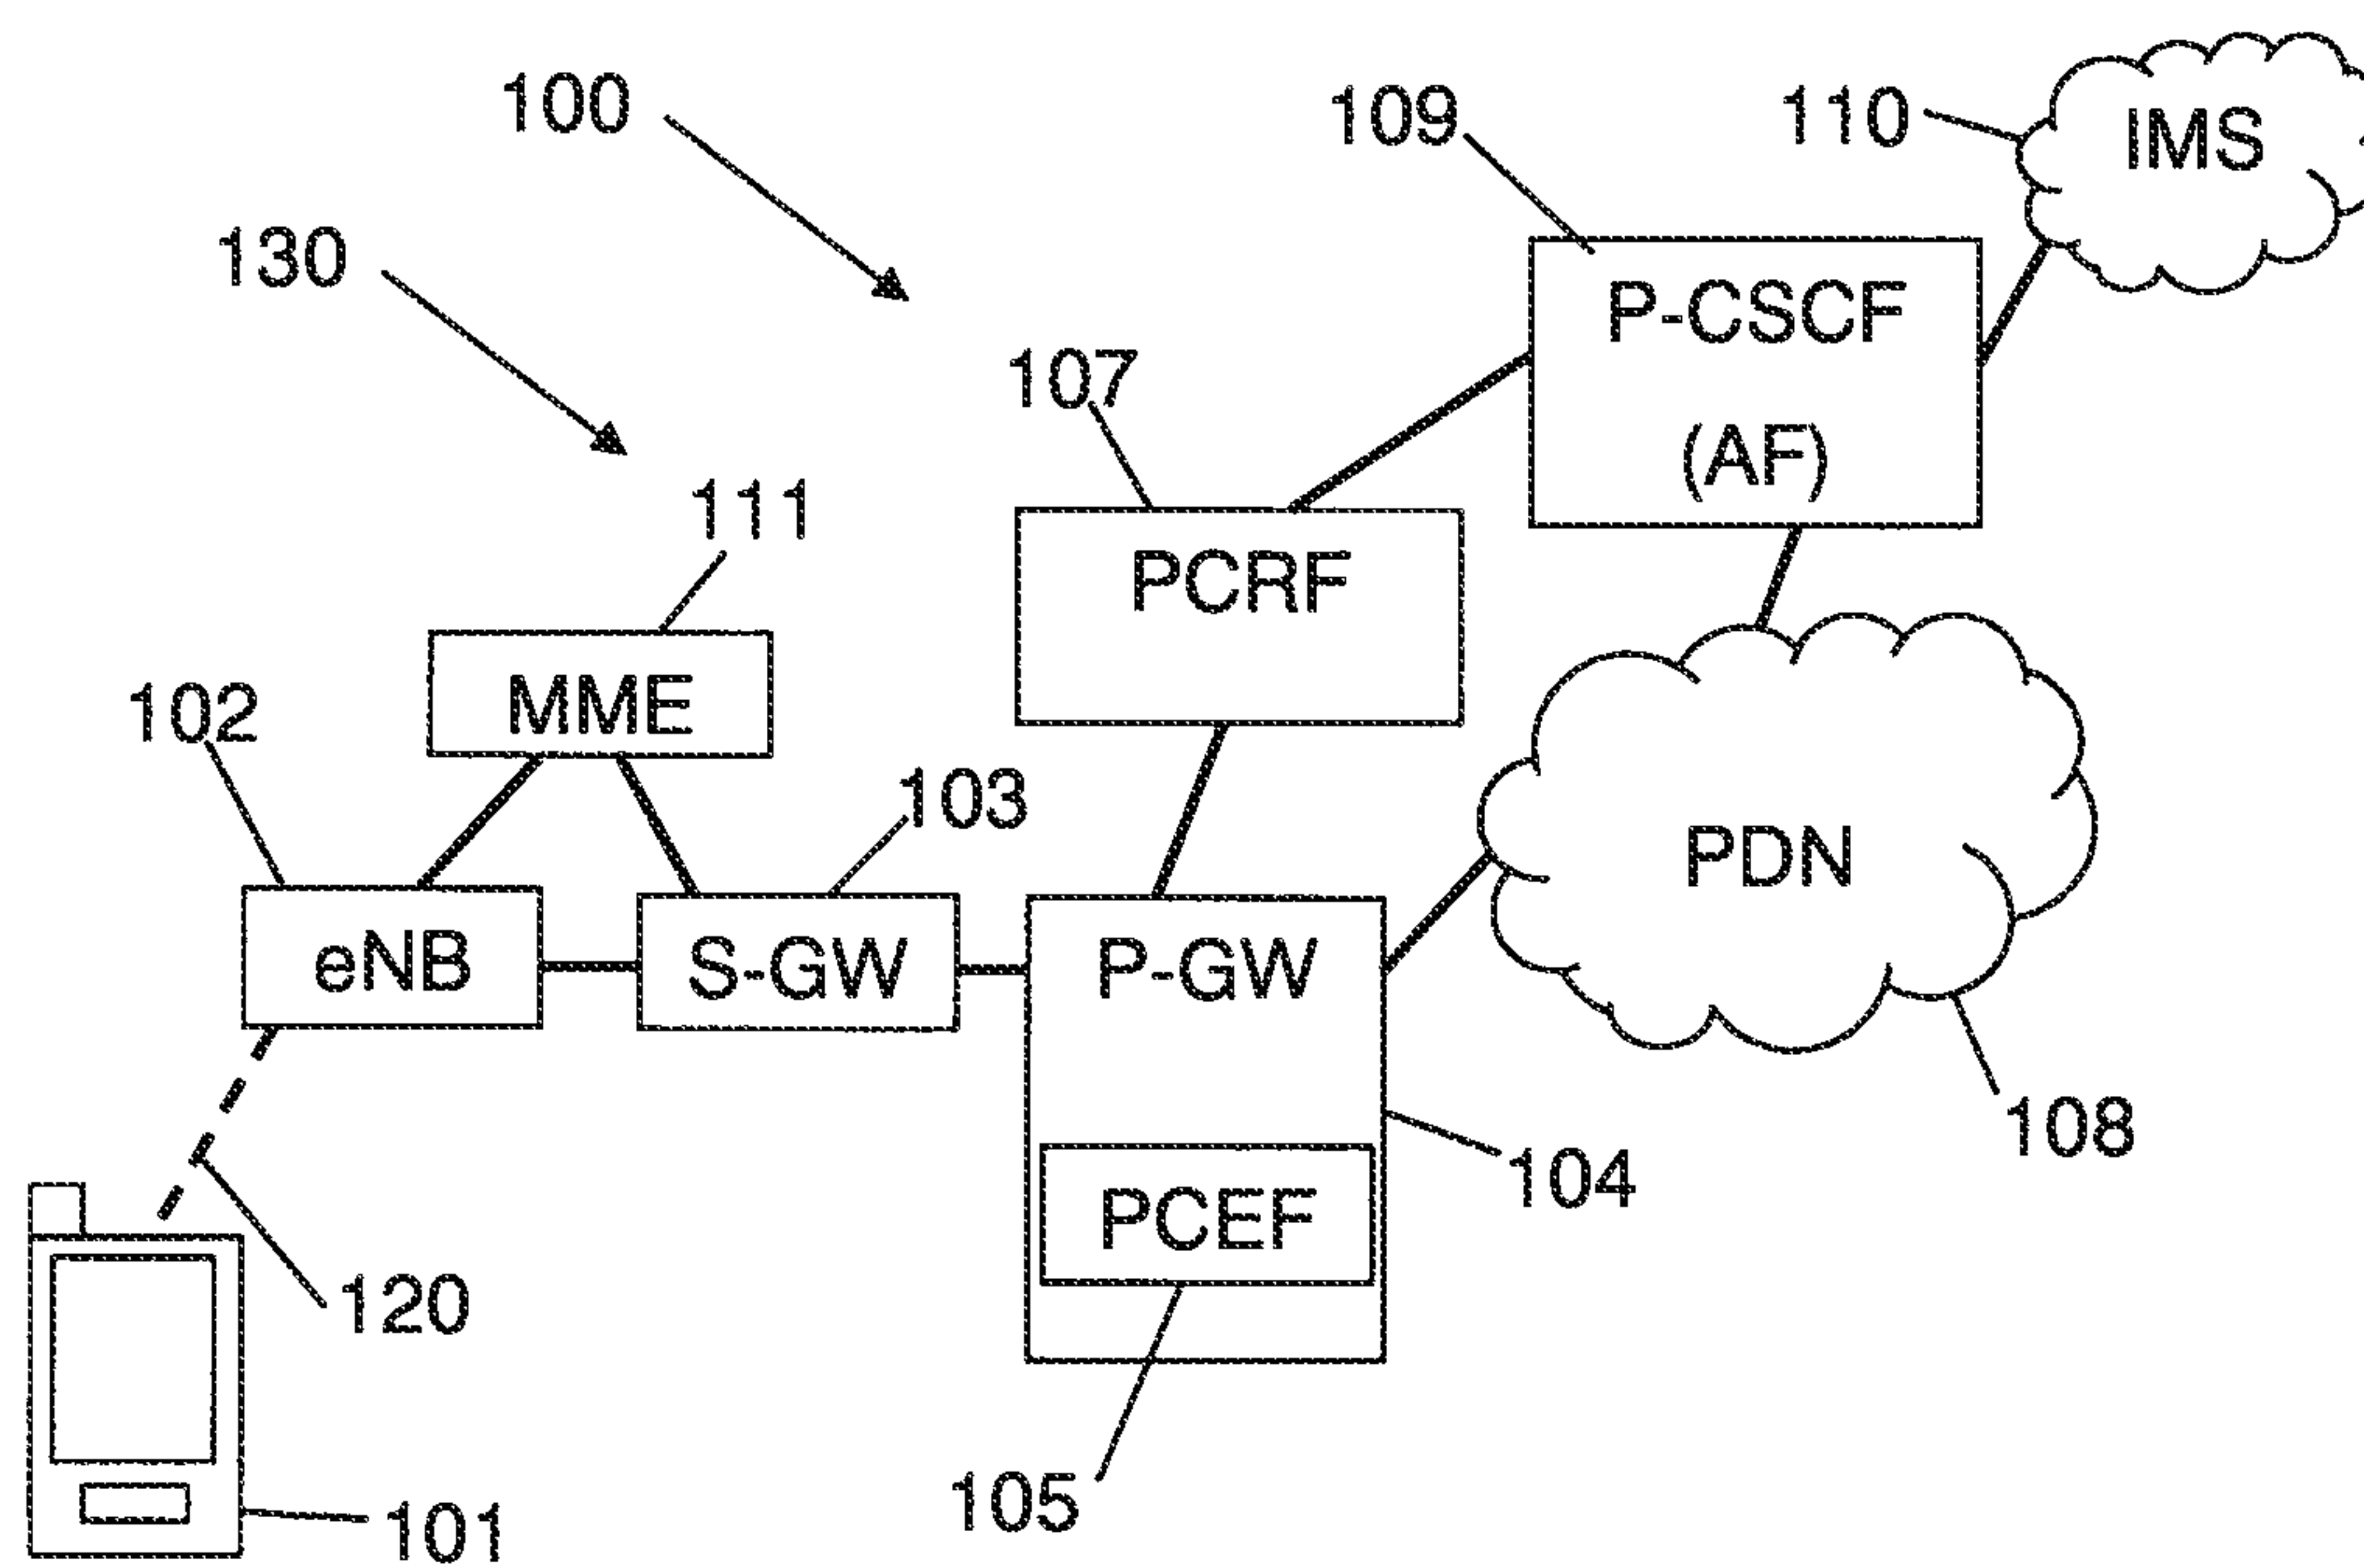 100
109
110
IMS
130
P-CSCF
(AF)
107
111
PCRF
MME
102
103
PDN
eNB
S-GW
P-GW
108
104
PCEF
120
105
101